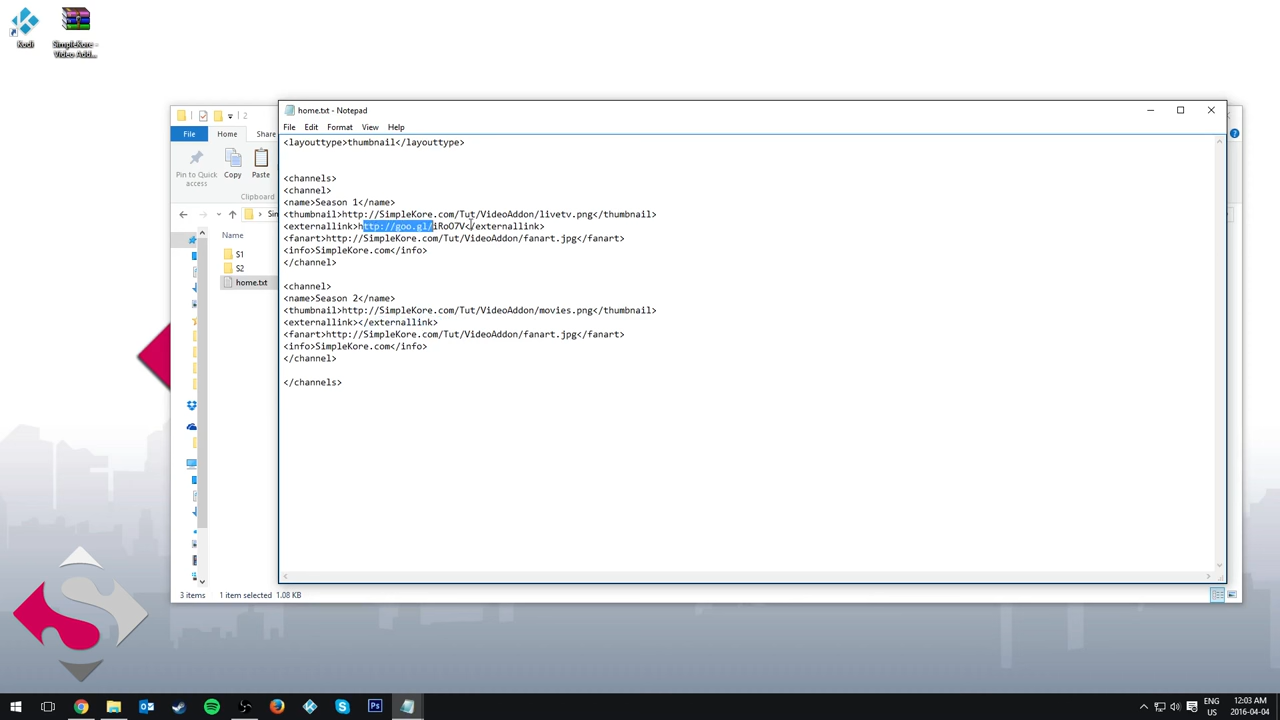 Kodi
SimpleKore -
Video Add...
2
File
Home
Share
Pin to Quick
access
Copy
Paste
Clipboard
Name
S1
S2
home.txt
3 items
1 item selected 1.08 KB
home.txt - Notepad
File Edit Format View Help
<layouttype>thumbnail</layouttype>
<channels>
<channel>
<name>Season 1</name>
<thumbnail>http://SimpleKore.com/Tut/VideoAddon/livetv.png</thumbnail>
<externallink>http://goo.gl/iRoO7V</externallink>
<fanart>http://SimpleKore.com/Tut/VideoAddon/fanart.jpg</fanart>
<info>SimpleKore.com</info>
</channel>
<channel>
<name>Season 2</name>
<thumbnail>http://SimpleKore.com/Tut/VideoAddon/movies.png</thumbnail>
<externallink></externallink>
<fanart>http://SimpleKore.com/Tut/VideoAddon/fanart.jpg</fanart>
<info>SimpleKore.com</info>
</channel>
</channels>
ENG
US
12:03 AM
2016-04-04